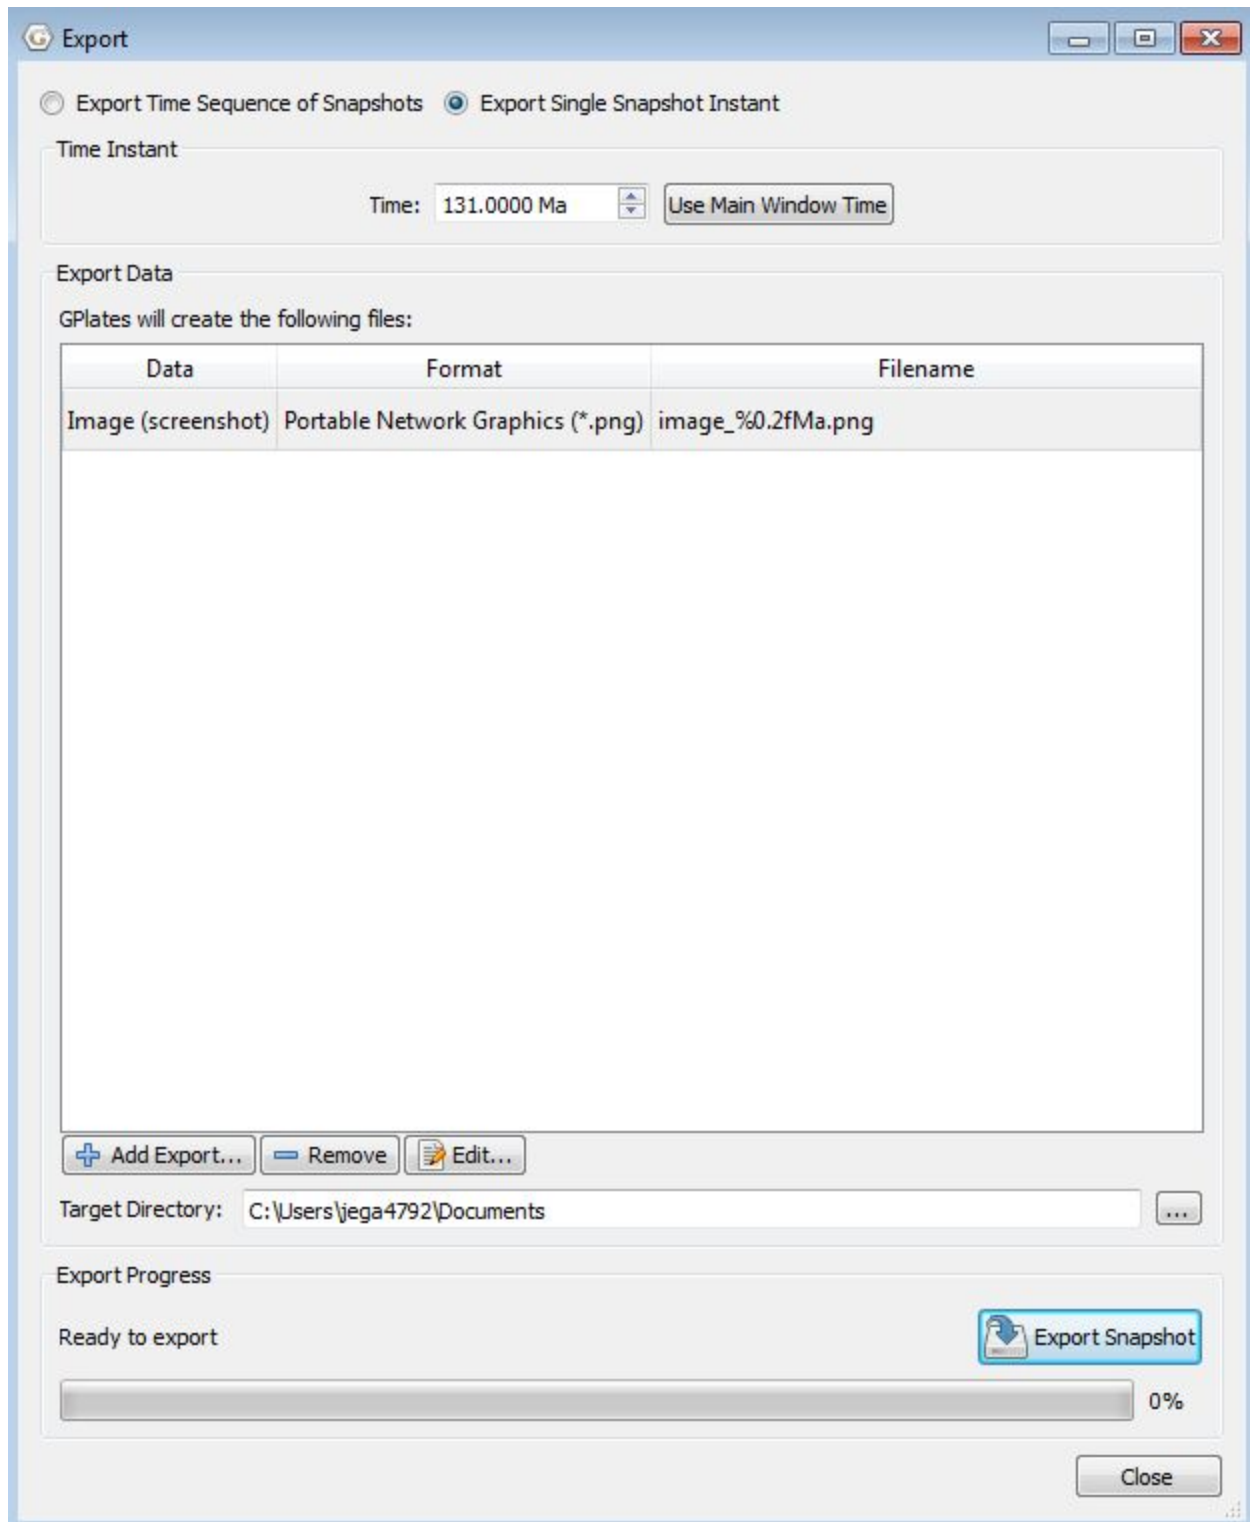 Export
Export Time Sequence of Snapshots Export Single Snapshot Instant
Time Instant
Time: 131.0000 Ma Use Main Window Time
Export Data
GPlates will create the following files:
Data Format Filename
Image (screenshot) Portable Network Graphics (*.png) image_%0.2fMa.png
Add Export... Remove Edit...
Target Directory: C:\Users\jega4792\Documents ...
Export Progress
Ready to export Export Snapshot
0%
Close